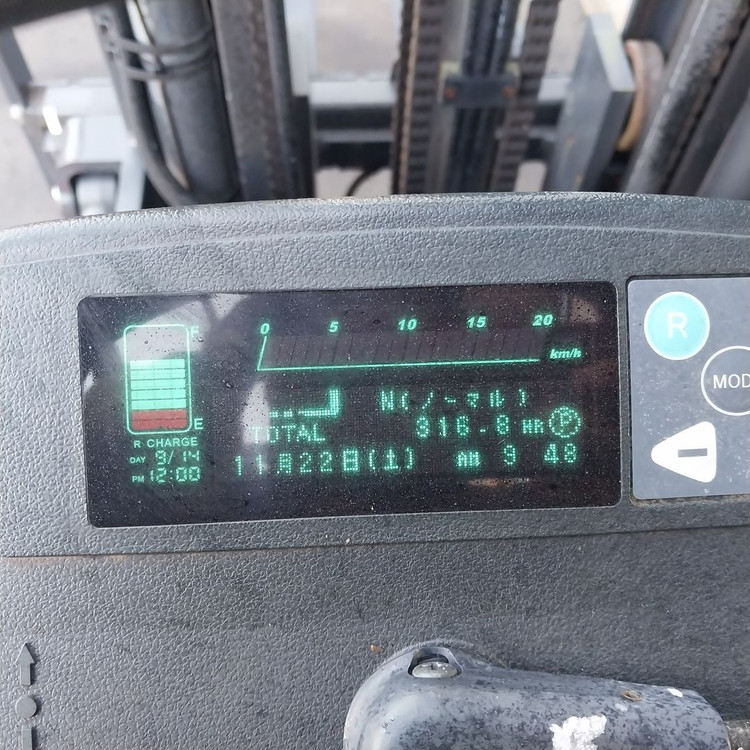 F
0 5 10 15 20
km/h
N(ノーマル)
E
TOTAL 316.8 HR P
R CHARGE
DAY 9/14
11月22日(土) AM 9 48
PM 12:00
R
MOD